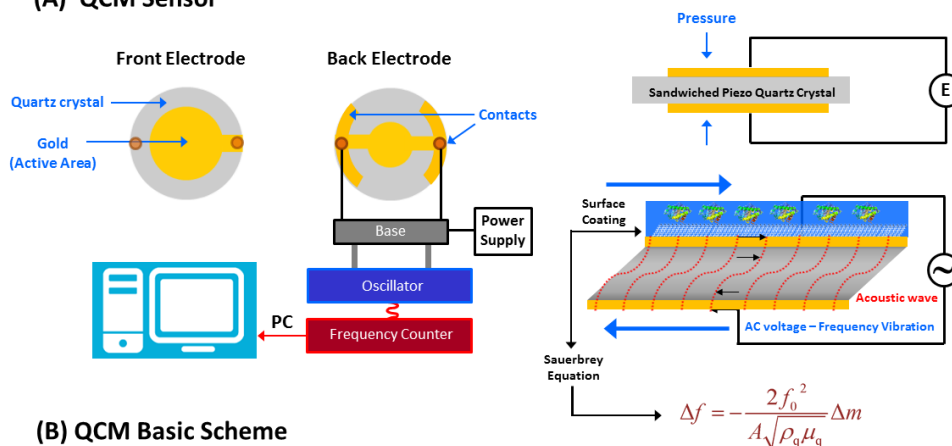 (A) QCM Sensor
Front Electrode
Back Electrode
Quartz crystal
Gold
(Active Area)
Contacts
Base
Power
Supply
Oscillator
PC
Frequency Counter
Pressure
Sandwiched Piezo Quartz Crystal
E
Surface
Coating
Acoustic wave
AC voltage – Frequency Vibration
Sauerbrey
Equation
Δf = − 2f₀² / A√ρqμq Δm
(B) QCM Basic Scheme